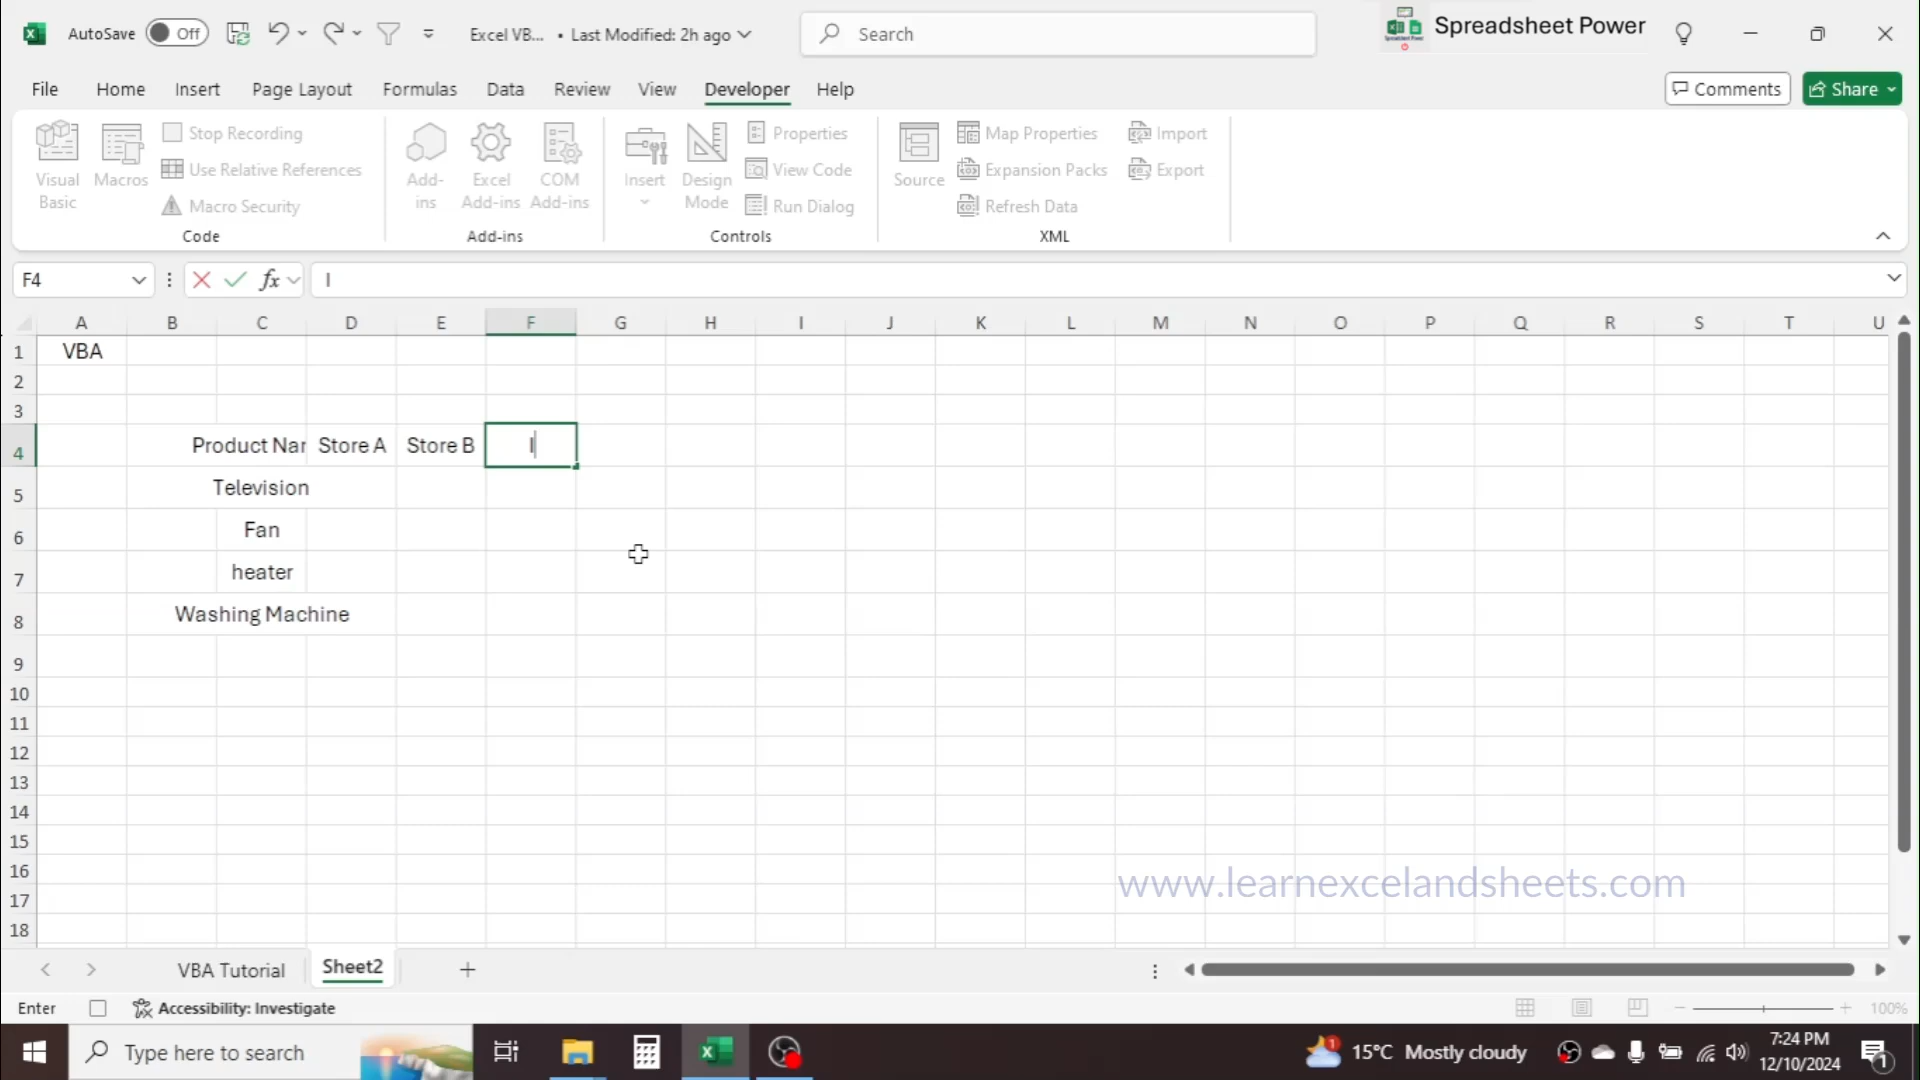 AutoSave Off Excel VB... • Last Modified: 2h ago Search Spreadsheet Power
File Home Insert Page Layout Formulas Data Review View Developer Help Comments Share
Visual Basic
Macros
Stop Recording
Use Relative References
Macro Security
Code
Add-ins
Excel Add-ins
COM Add-ins
Add-ins
Insert
Design Mode
Properties
View Code
Run Dialog
Controls
Source
Map Properties
Expansion Packs
Refresh Data
Import
Export
XML
F4 fx I
A B C D E F G H I J K L M N O P Q R S T U
1 VBA
2
3
4 Product Nar Store A Store B I
5 Television
6 Fan
7 heater
8 Washing Machine
9
10
11
12
13
14
15
16
www.learnexcelandsheets.com
17
18
VBA Tutorial Sheet2
Enter Accessibility: Investigate 100%
Type here to search 1 15°C Mostly cloudy 7:24 PM
12/10/2024 1